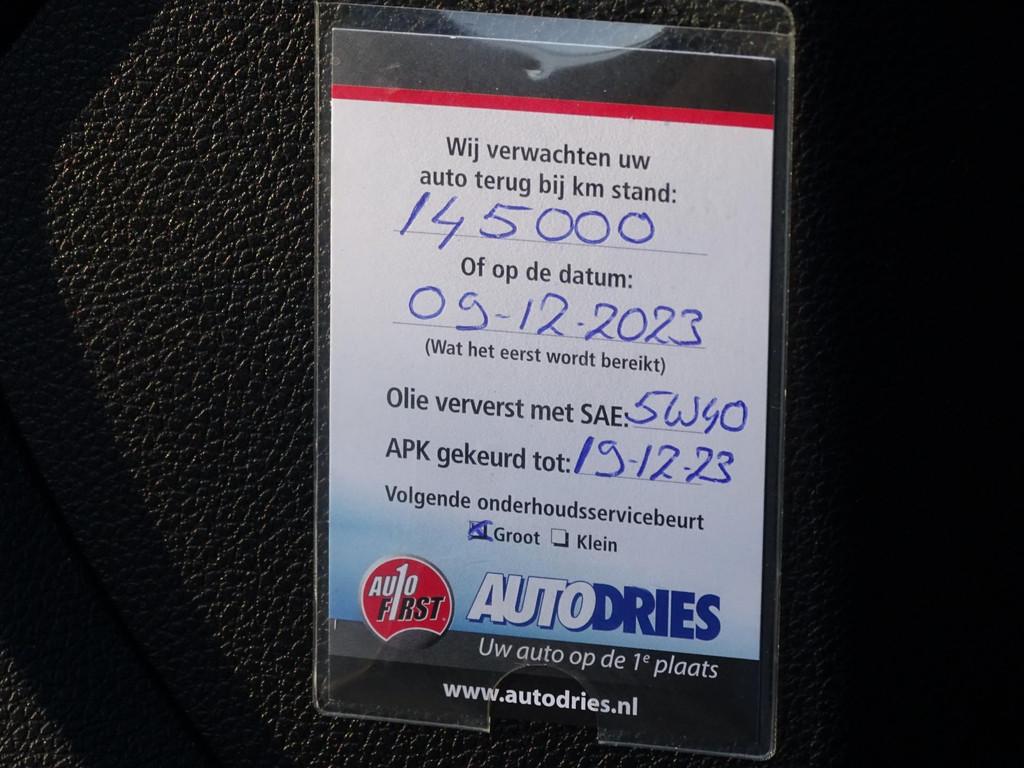 Wij verwachten uw
auto terug bij km stand:
145000
Of op de datum:
09-12-2023
(Wat het eerst wordt bereikt)
Olie ververst met SAE: 5W40
APK gekeurd tot: 19-12-23
Volgende onderhoudsservicebeurt
Groot Klein
AUTO FIRST
AUTODRIES
Uw auto op de 1e plaats
www.autodries.nl